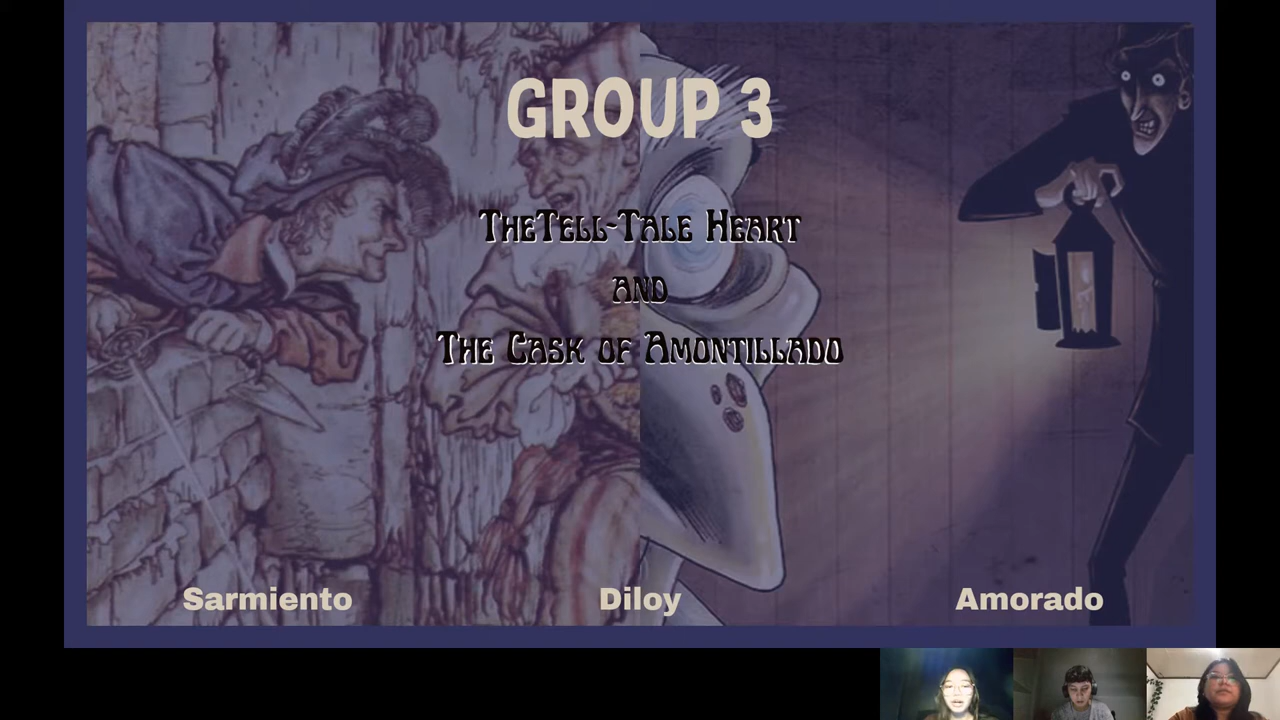 GROUP 3
TheTell-Tale Heart
and
The Cask of Amontillado
Sarmiento
Diloy
Amorado